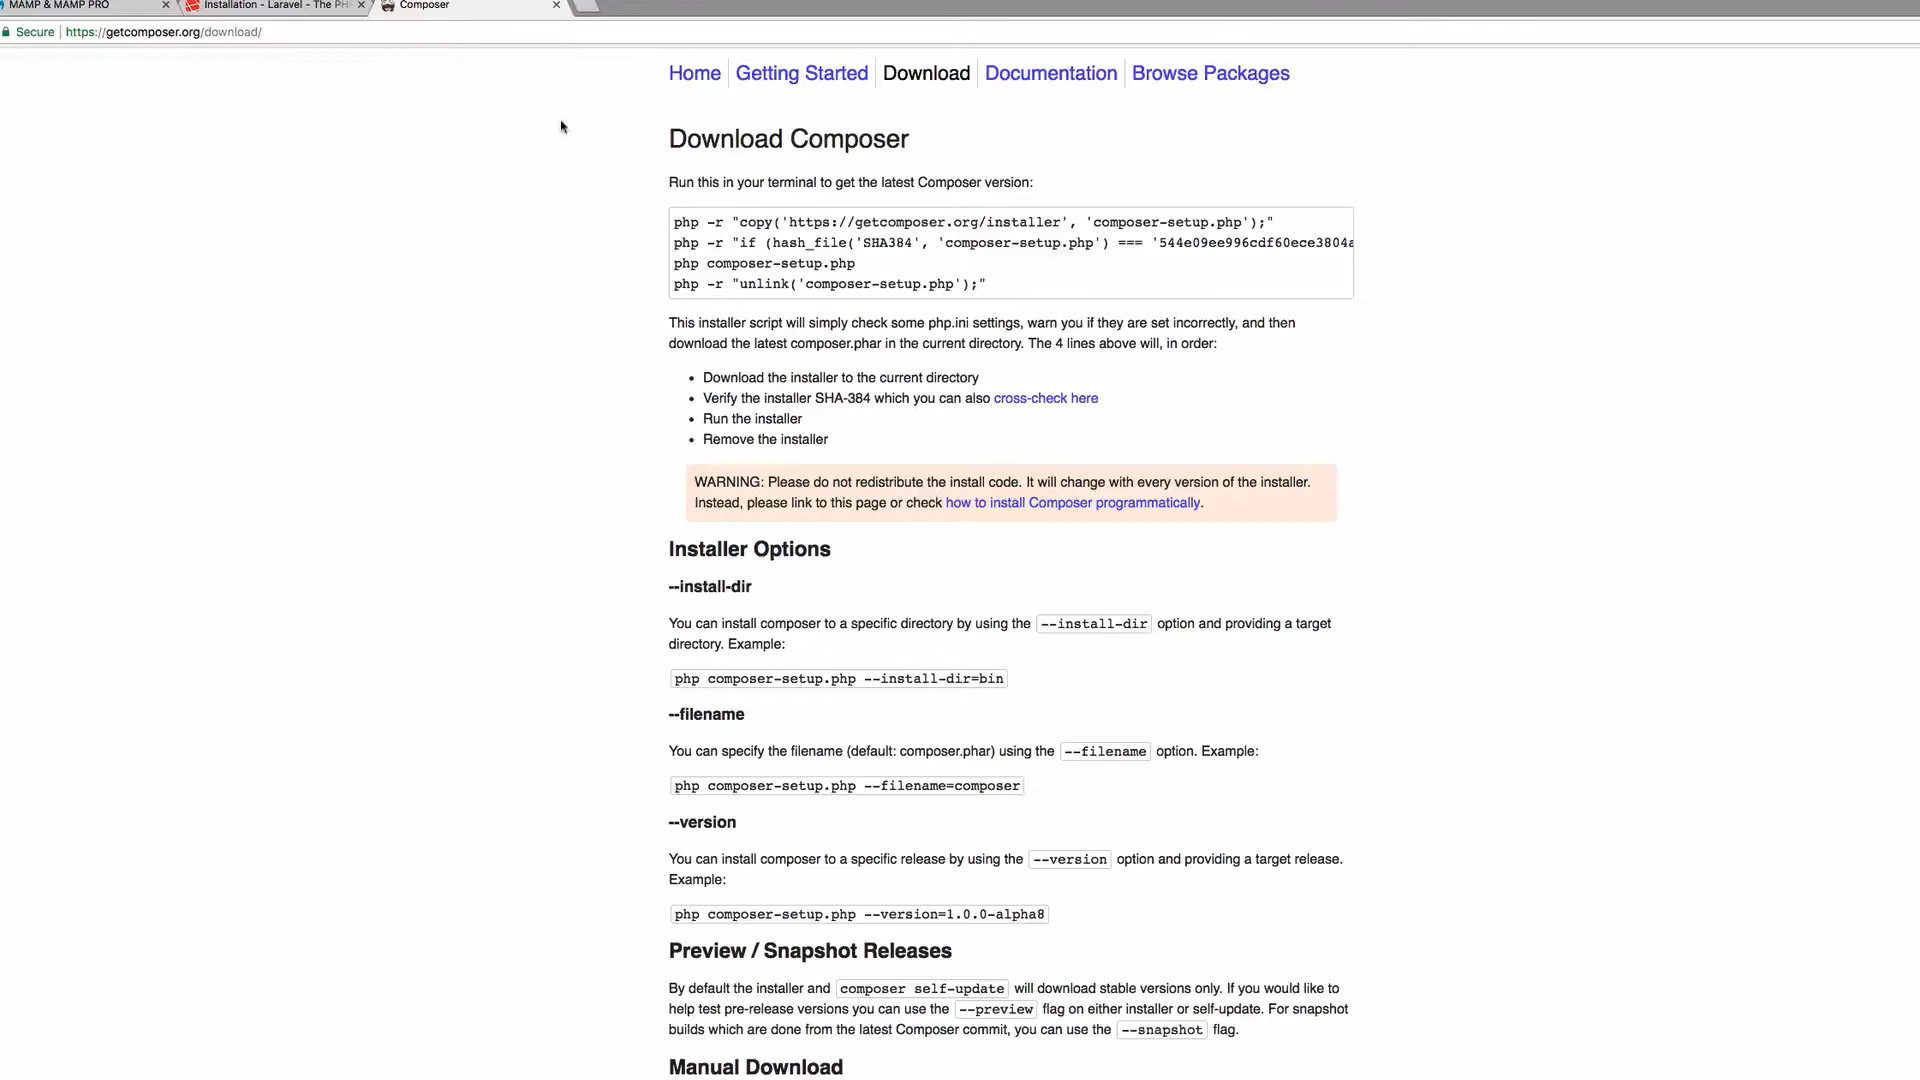 MAMP & MAMP PRO
Installation - Laravel - The PH
Composer
Secure https://getcomposer.org/download/
Home Getting Started Download Documentation Browse Packages
Download Composer
Run this in your terminal to get the latest Composer version:
php -r "copy('https://getcomposer.org/installer', 'composer-setup.php');"
php -r "if (hash_file('SHA384', 'composer-setup.php') === '544e09ee996cdf60ece3804a
php composer-setup.php
php -r "unlink('composer-setup.php');"
This installer script will simply check some php.ini settings, warn you if they are set incorrectly, and then
download the latest composer.phar in the current directory. The 4 lines above will, in order:
• Download the installer to the current directory
• Verify the installer SHA-384 which you can also cross-check here
• Run the installer
• Remove the installer
WARNING: Please do not redistribute the install code. It will change with every version of the installer.
Instead, please link to this page or check how to install Composer programmatically.
Installer Options
--install-dir
You can install composer to a specific directory by using the --install-dir option and providing a target
directory. Example:
php composer-setup.php --install-dir=bin
--filename
You can specify the filename (default: composer.phar) using the --filename option. Example:
php composer-setup.php --filename=composer
--version
You can install composer to a specific release by using the --version option and providing a target release.
Example:
php composer-setup.php --version=1.0.0-alpha8
Preview / Snapshot Releases
By default the installer and composer self-update will download stable versions only. If you would like to
help test pre-release versions you can use the --preview flag on either installer or self-update. For snapshot
builds which are done from the latest Composer commit, you can use the --snapshot flag.
Manual Download